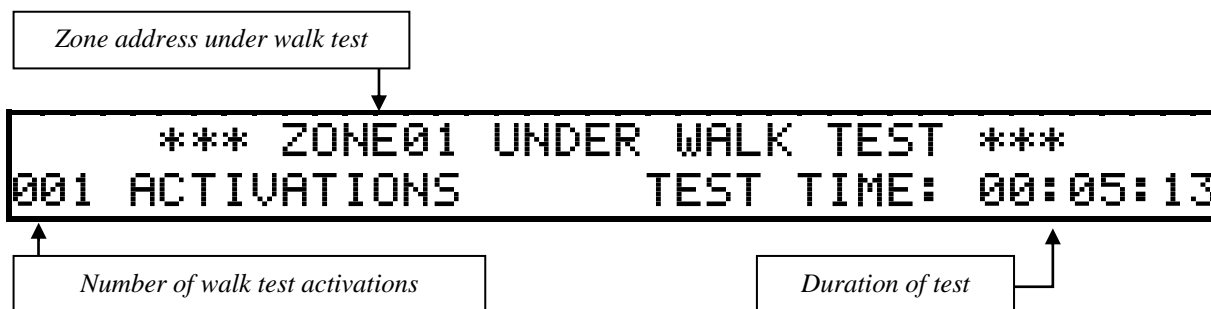 Zone address under walk test
*** ZONE01 UNDER WALK TEST ***
001 ACTIVATIONS TEST TIME: 00:05:13
Number of walk test activations
Duration of test